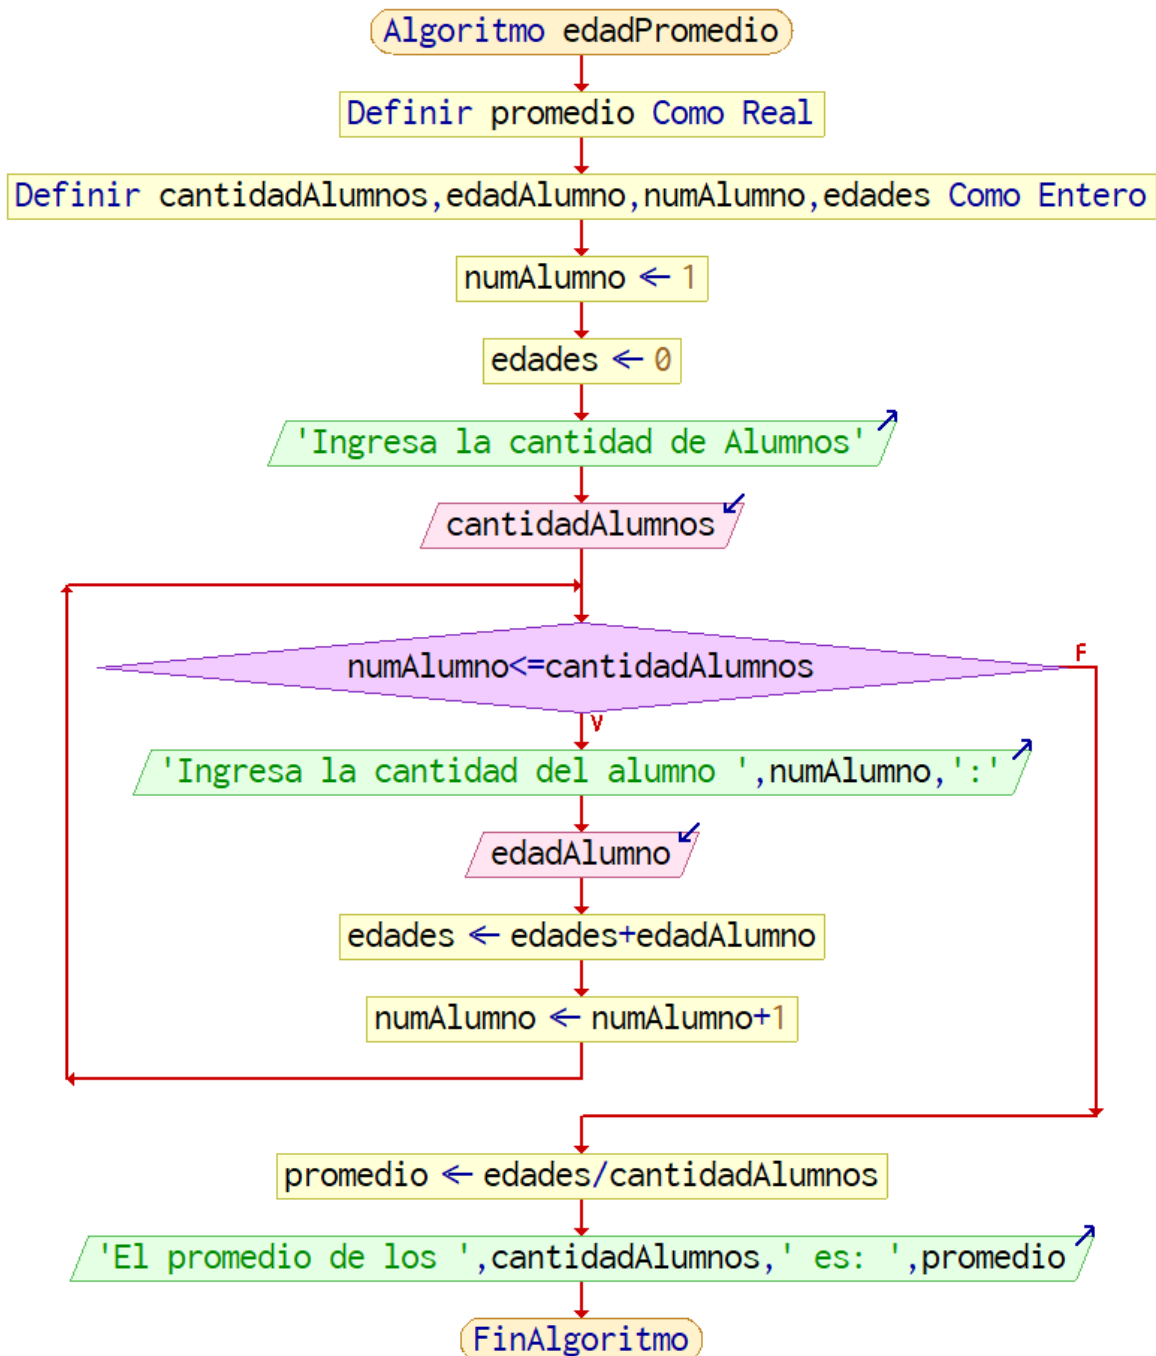 Algoritmo edadPromedio
Definir promedio Como Real
Definir cantidadAlumnos,edadAlumno,numAlumno,edades Como Entero
numAlumno ← 1
edades ← 0
'Ingresa la cantidad de Alumnos'
cantidadAlumnos
numAlumno<=cantidadAlumnos
F
V
'Ingresa la cantidad del alumno ',numAlumno,':'
edadAlumno
edades ← edades+edadAlumno
numAlumno ← numAlumno+1
promedio ← edades/cantidadAlumnos
'El promedio de los ',cantidadAlumnos,' es: ',promedio
FinAlgoritmo